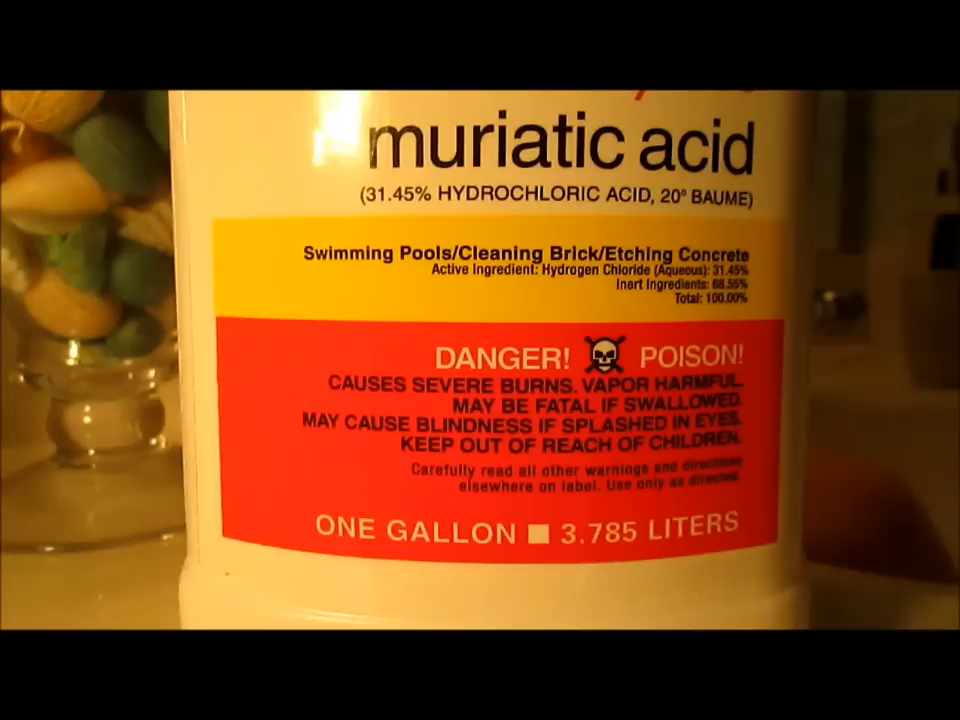 muriatic acid
(31.45% HYDROCHLORIC ACID, 20° BAUME)
Swimming Pools/Cleaning Brick/Etching Concrete
Active Ingredient: Hydrogen Chloride (Aqueous): 31.45%
Inert Ingredients: 68.55%
Total: 100.00%
DANGER! POISON!
CAUSES SEVERE BURNS. VAPOR HARMFUL.
MAY BE FATAL IF SWALLOWED.
MAY CAUSE BLINDNESS IF SPLASHED IN EYES.
KEEP OUT OF REACH OF CHILDREN.
Carefully read all other warnings and directions
elsewhere on label. Use only as directed.
ONE GALLON ■ 3.785 LITERS